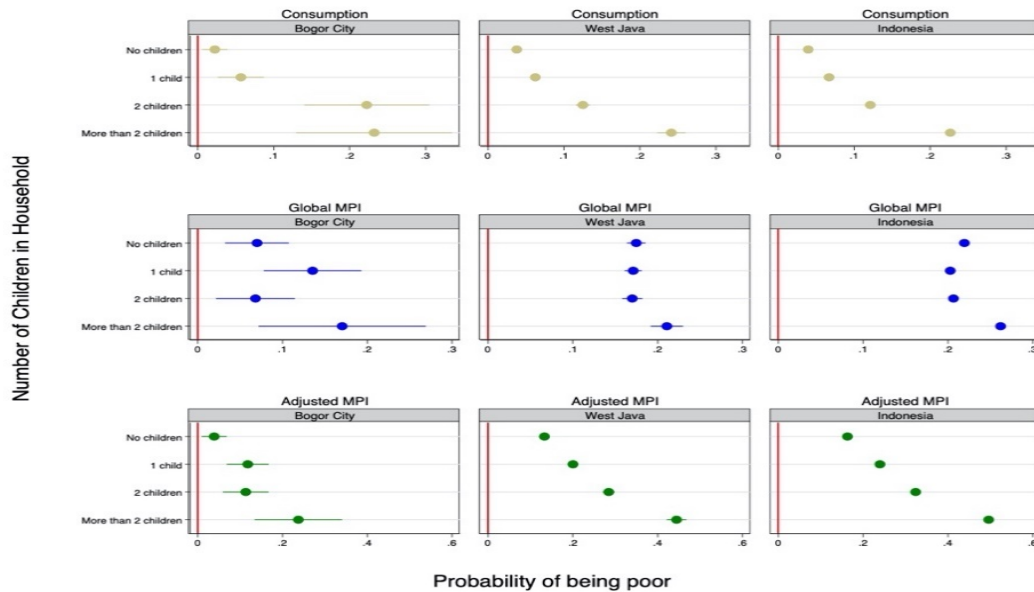 Consumption Consumption Consumption
Bogor City West Java Indonesia
No children
1 child
2 children
More than 2 children
0 .1 .2 .3 0 .1 .2 .3 0 .1 .2 .3
Global MPI Global MPI Global MPI
Bogor City West Java Indonesia
No children
1 child
2 children
More than 2 children
0 .1 .2 .3 0 .1 .2 .3 0 .1 .2 .3
Adjusted MPI Adjusted MPI Adjusted MPI
Bogor City West Java Indonesia
No children
1 child
2 children
More than 2 children
0 .2 .4 .6 0 .2 .4 .6 0 .2 .4 .6
Number of Children in Household
Probability of being poor